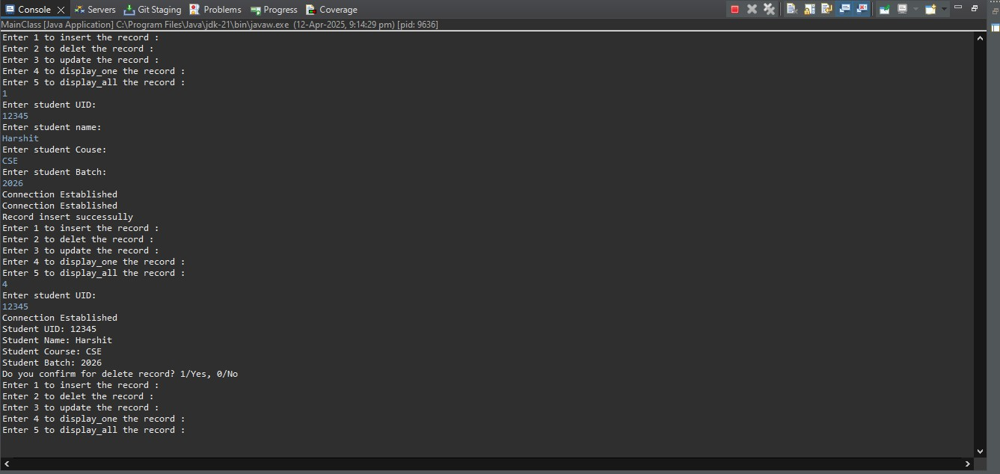 Console Servers Git Staging Problems Progress Coverage
MainClass [Java Application] C:\Program Files\Java\jdk-21\bin\javaw.exe (12-Apr-2025, 9:14:29 pm) [pid: 9636]
Enter 1 to insert the record :
Enter 2 to delet the record :
Enter 3 to update the record :
Enter 4 to display_one the record :
Enter 5 to display_all the record :
1
Enter student UID:
12345
Enter student name:
Harshit
Enter student Couse:
CSE
Enter student Batch:
2026
Connection Established
Connection Established
Record insert successully
Enter 1 to insert the record :
Enter 2 to delet the record :
Enter 3 to update the record :
Enter 4 to display_one the record :
Enter 5 to display_all the record :
4
Enter student UID:
12345
Connection Established
Student UID: 12345
Student Name: Harshit
Student Course: CSE
Student Batch: 2026
Do you confirm for delete record? 1/Yes, 0/No
Enter 1 to insert the record :
Enter 2 to delet the record :
Enter 3 to update the record :
Enter 4 to display_one the record :
Enter 5 to display_all the record :